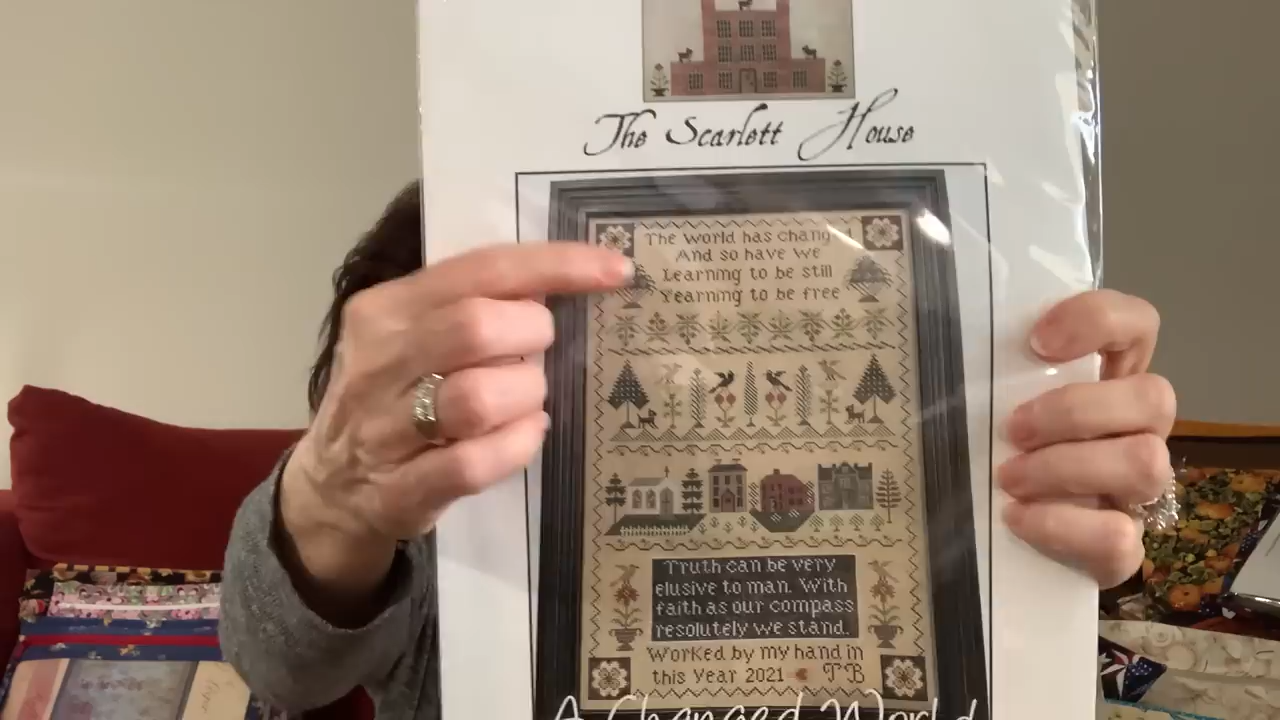 The Scarlett House
The World has chang d
And so have we
Learning to be still
Yearning to be free
Truth can be very
elusive to man. With
faith as our compass
resolutely we stand.
Worked by my hand in
this Year 2021 TB
A Changed World